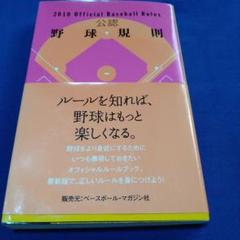 2010 Official Baseball Rules
公認
野球規則
ルールを知れば、
野球はもっと
楽しくなる。
野球をより身近にするために
いつも携帯しておきたい
オフィシャルルールブック。
最新版で、正しいルールを身につけよう!
販売元:ベースボール・マガジン社